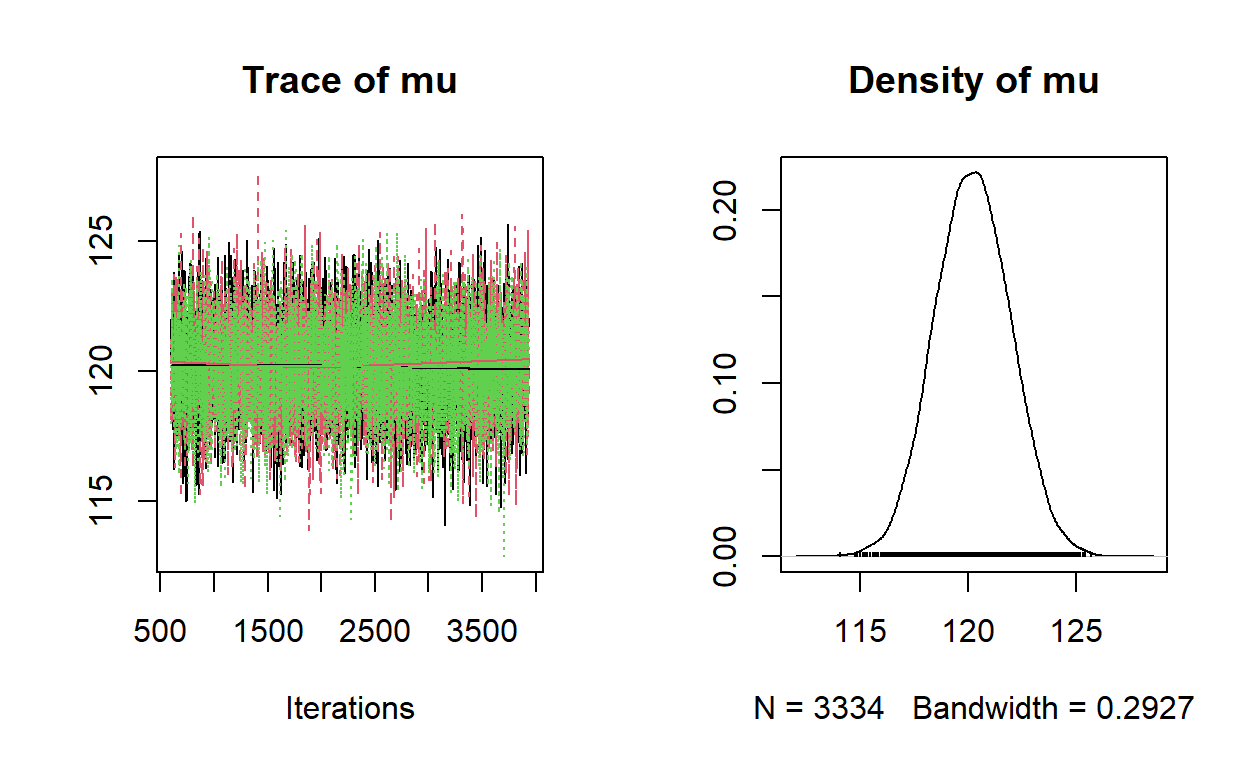 Trace of mu
125
120
115
500 1500 2500 3500
Iterations
Density of mu
0.20
0.10
0.00
115 120 125
N = 3334 Bandwidth = 0.2927